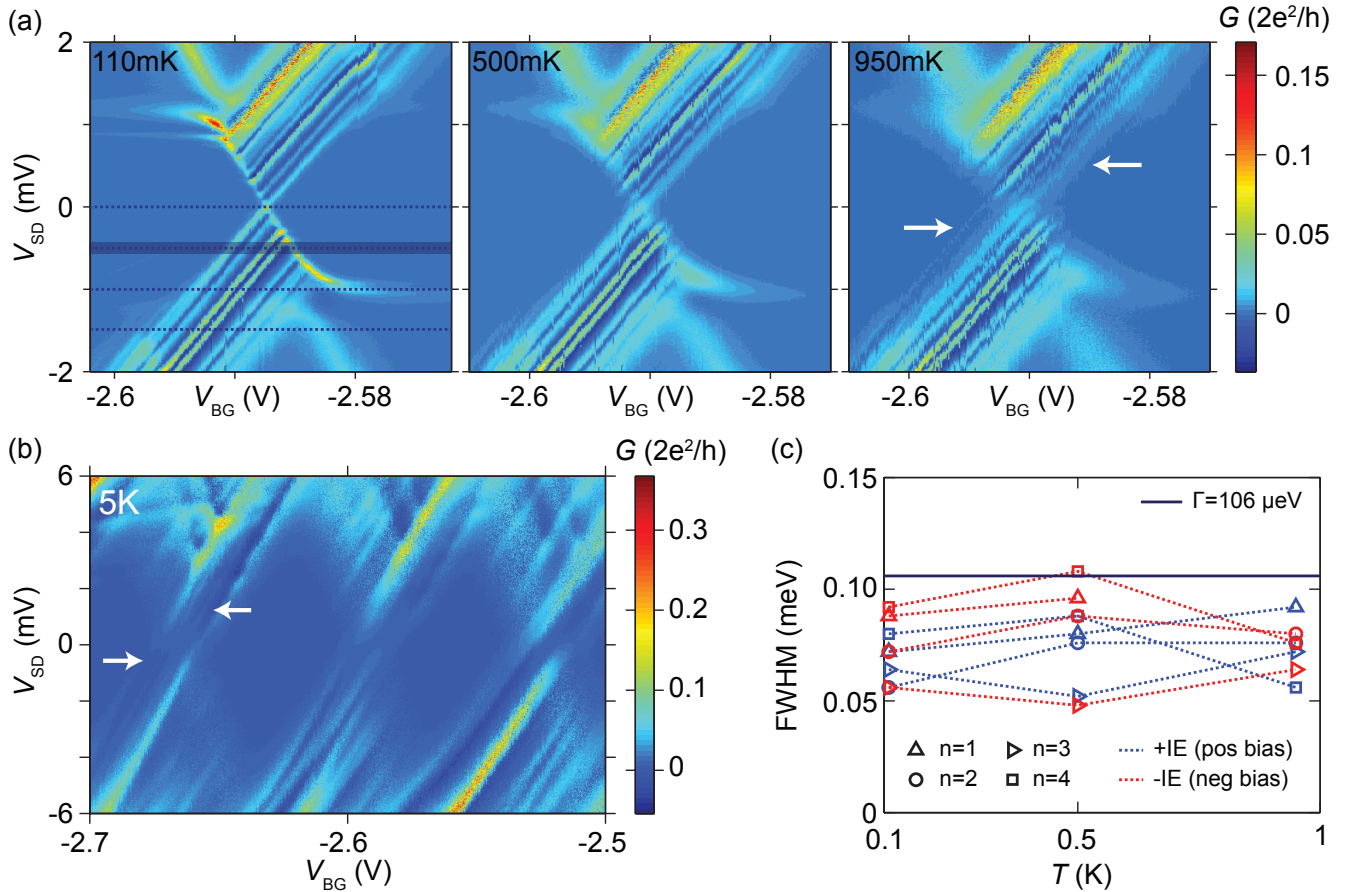 (a)
G (2e²/h)
110mK
500mK
950mK
2
0
-2
V_SD (mV)
-2.6
V_BG (V)
-2.58
-2.6
V_BG (V)
-2.58
-2.6
V_BG (V)
-2.58
0.15
0.1
0.05
0
(b)
G (2e²/h)
5K
6
4
2
0
-2
-4
-6
V_SD (mV)
-2.7
-2.6
-2.5
V_BG (V)
0.3
0.2
0.1
0
(c)
0.15
0.10
0.05
0
FWHM (meV)
Γ=106 μeV
n=1
n=3
+IE (pos bias)
n=2
n=4
-IE (neg bias)
0.1
0.5
1
T (K)